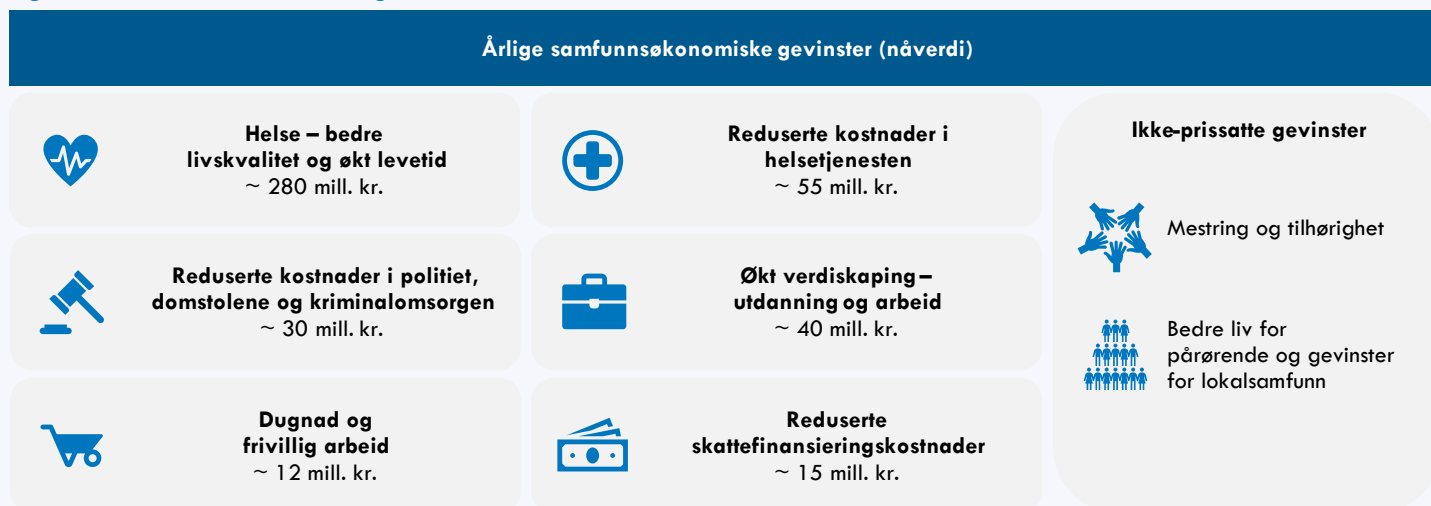 Årlige samfunnsøkonomiske gevinster (nåverdi)
Helse – bedre
livskvalitet og økt levetid
~ 280 mill. kr.
Reduserte kostnader i
helsetjenesten
~ 55 mill. kr.
Reduserte kostnader i politiet,
domstolene og kriminalomsorgen
~ 30 mill. kr.
Økt verdiskaping –
utdanning og arbeid
~ 40 mill. kr.
Dugnad og
frivillig arbeid
~ 12 mill. kr.
Reduserte
skattefinansieringskostnader
~ 15 mill. kr.
Ikke-prissatte gevinster
Mestring og tilhørighet
Bedre liv for
pårørende og gevinster
for lokalsamfunn